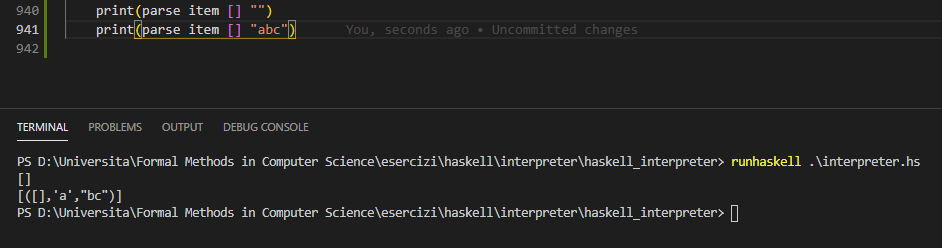 940 print(parse item [] "")
941 print(parse item [] "abc") You, seconds ago • Uncommitted changes
942
TERMINAL PROBLEMS OUTPUT DEBUG CONSOLE
PS D:\Universita\Formal Methods in Computer Science\esercizi\haskell\interpreter\haskell_interpreter> runhaskell .\interpreter.hs
[]
[([],'a',"bc")]
PS D:\Universita\Formal Methods in Computer Science\esercizi\haskell\interpreter\haskell_interpreter>